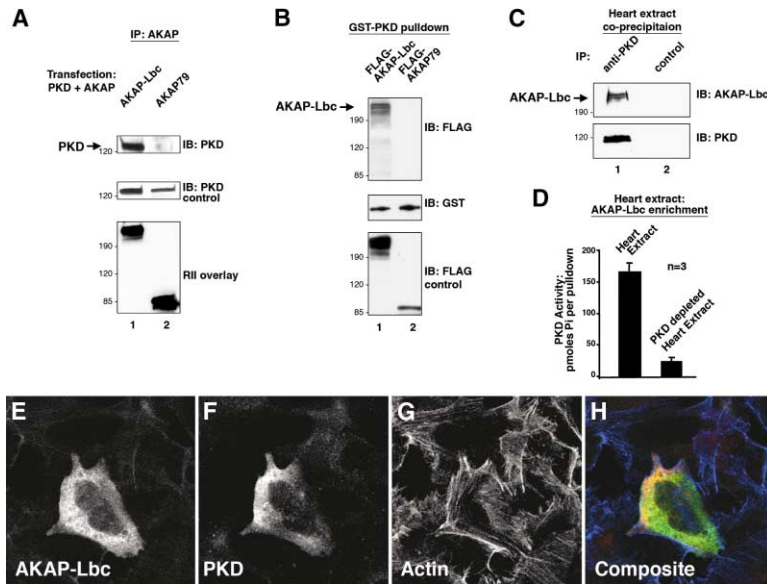 A
IP: AKAP
Transfection:
PKD + AKAP
AKAP-Lbc
AKAP79
PKD
120
IB: PKD
120
IB: PKD
control
190
120
85
RII overlay
1 2
B
GST-PKD pulldown
FLAG-
AKAP-Lbc
FLAG-
AKAP79
AKAP-Lbc
190
120
85
IB: FLAG
IB: GST
190
120
85
IB: FLAG
control
1 2
C
Heart extract
co-precipitaion
IP:
anti-PKD
control
AKAP-Lbc
190
IB: AKAP-Lbc
120
IB: PKD
1 2
D
Heart extract:
AKAP-Lbc enrichment
PKD Activity:
pmoles Pi per pulldown
200
150
100
50
0
Heart
Extract
n=3
PKD depleted
Heart Extract
E
AKAP-Lbc
F
PKD
G
Actin
H
Composite